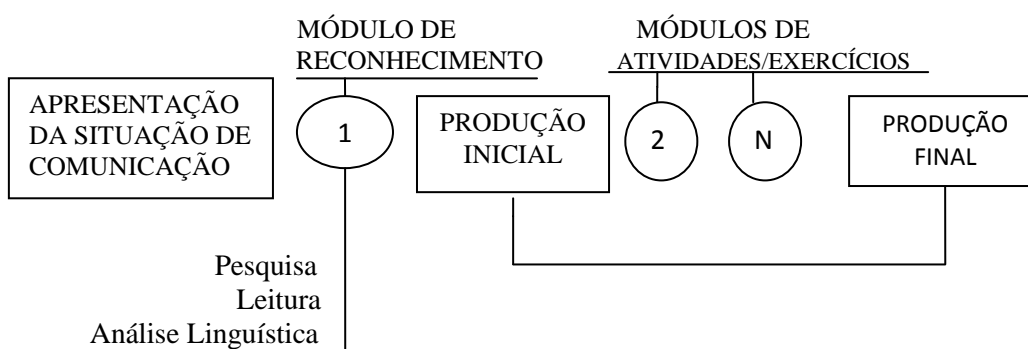 MÓDULO DE
RECONHECIMENTO
MÓDULOS DE
ATIVIDADES/EXERCÍCIOS
APRESENTAÇÃO
DA SITUAÇÃO DE
COMUNICAÇÃO
1
PRODUÇÃO
INICIAL
2
N
PRODUÇÃO
FINAL
Pesquisa
Leitura
Análise Linguística